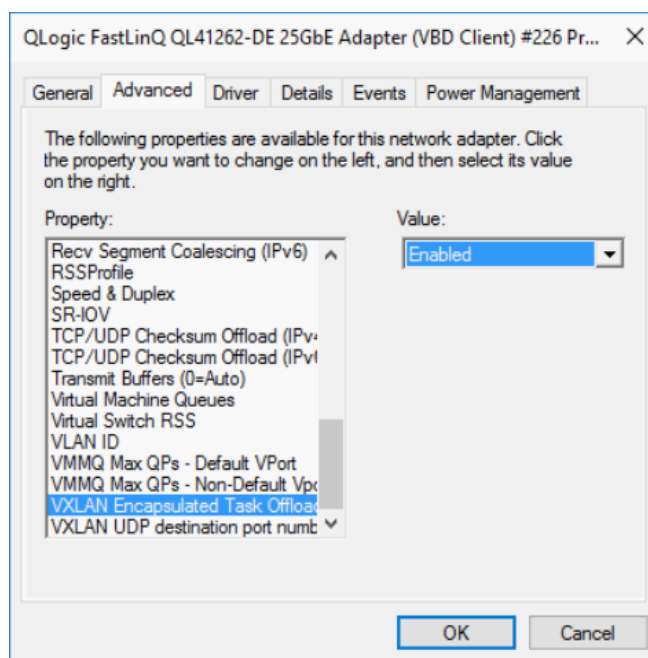 QLogic FastLinQ QL41262-DE 25GbE Adapter (VBD Client) #226 Pr...
General Advanced Driver Details Events Power Management
The following properties are available for this network adapter. Click
the property you want to change on the left, and then select its value
on the right.
Property:
Value:
Recv Segment Coalescing (IPv6)
RSSProfile
Speed & Duplex
SR-IOV
TCP/UDP Checksum Offload (IPv4
TCP/UDP Checksum Offload (IPv6
Transmit Buffers (0=Auto)
Virtual Machine Queues
Virtual Switch RSS
VLAN ID
VMMQ Max QPs - Default VPort
VMMQ Max QPs - Non-Default Vpo
VXLAN Encapsulated Task Offload
VXLAN UDP destination port numb
Enabled
OK Cancel